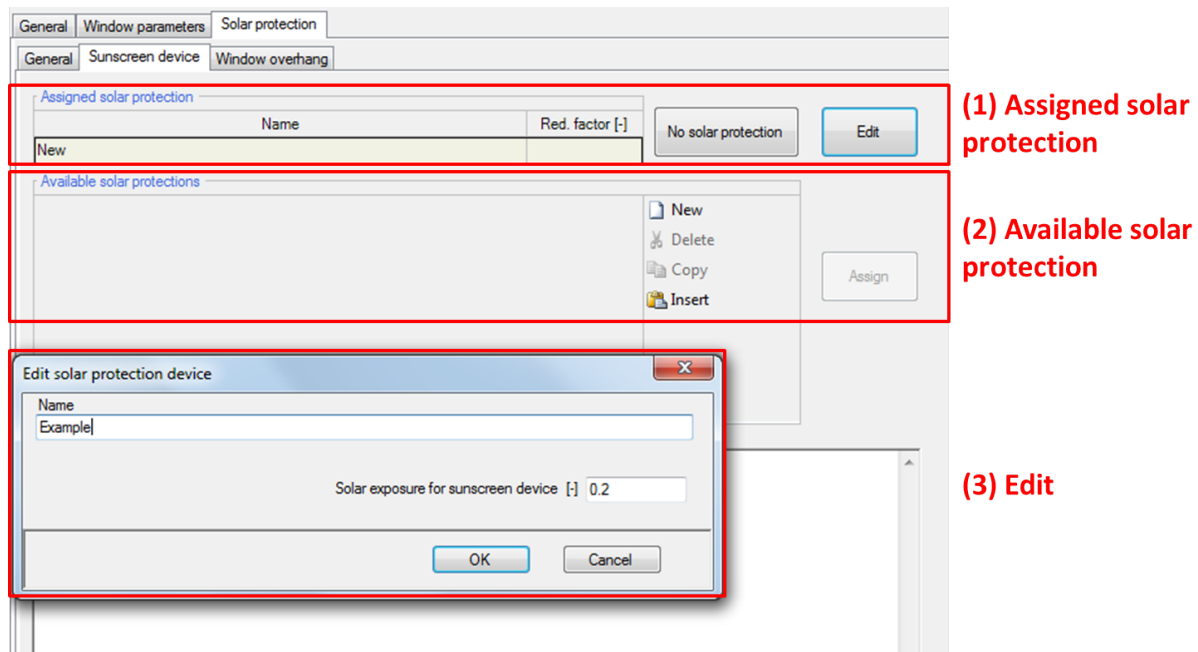 General Window parameters Solar protection
General Sunscreen device Window overhang
Assigned solar protection
Name Red. factor [-]
New
No solar protection Edit
(1) Assigned solar
protection
Available solar protections
New
Delete
Copy
Insert
Assign
(2) Available solar
protection
Edit solar protection device
Name
Example
Solar exposure for sunscreen device [-] 0.2
OK Cancel
(3) Edit